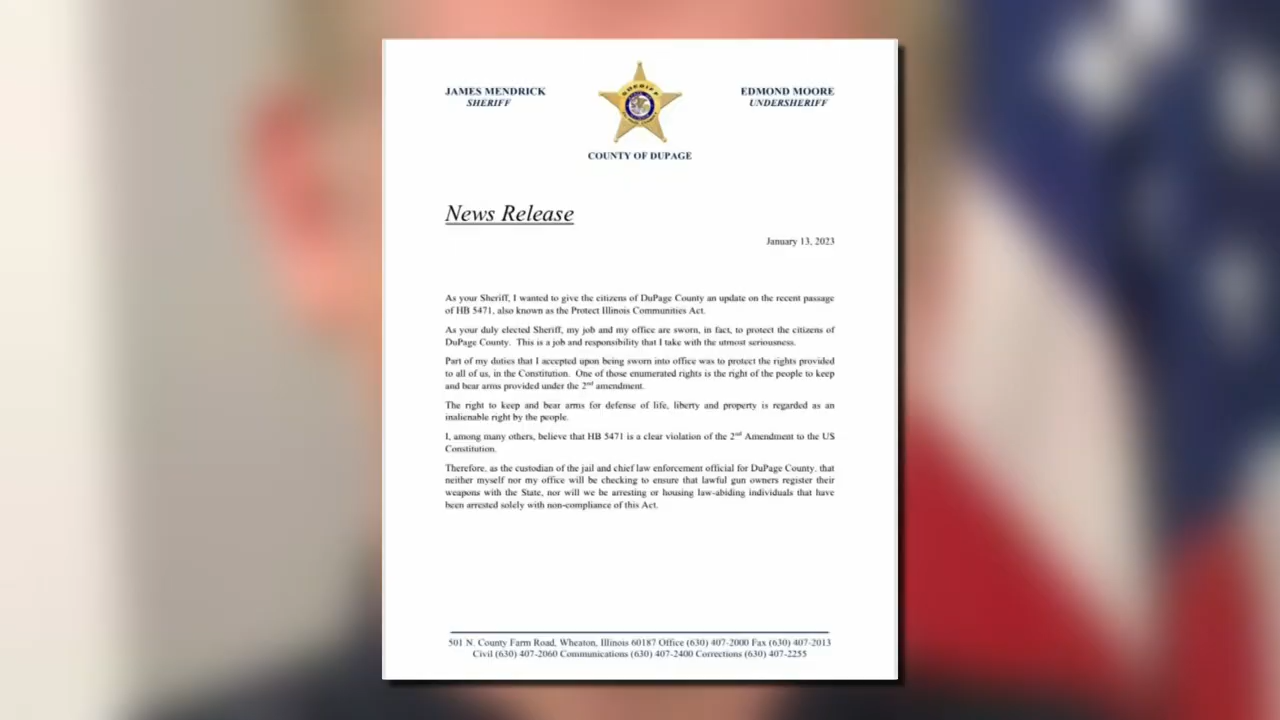 JAMES MENDRICK
SHERIFF
SHERIFF
EDMOND MOORE
UNDERSHERIFF
COUNTY OF DUPAGE
News Release
January 13, 2023
As your Sheriff, I wanted to give the citizens of DuPage County an update on the recent passage
of HB 5471, also known as the Protect Illinois Communities Act.
As your duly elected Sheriff, my job and my office are sworn, in fact, to protect the citizens of
DuPage County. This is a job and responsibility that I take with the utmost seriousness.
Part of my duties that I accepted upon being sworn into office was to protect the rights provided
to all of us, in the Constitution. One of those enumerated rights is the right of the people to keep
and bear arms provided under the 2nd amendment.
The right to keep and bear arms for defense of life, liberty and property is regarded as an
inalienable right by the people.
I, among many others, believe that HB 5471 is a clear violation of the 2nd Amendment to the US
Constitution.
Therefore, as the custodian of the jail and chief law enforcement official for DuPage County, that
neither myself nor my office will be checking to ensure that lawful gun owners register their
weapons with the State, nor will we be arresting or housing law-abiding individuals that have
been arrested solely with non-compliance of this Act.
501 N. County Farm Road, Wheaton, Illinois 60187 Office (630) 407-2000 Fax (630) 407-2013
Civil (630) 407-2060 Communications (630) 407-2400 Corrections (630) 407-2255